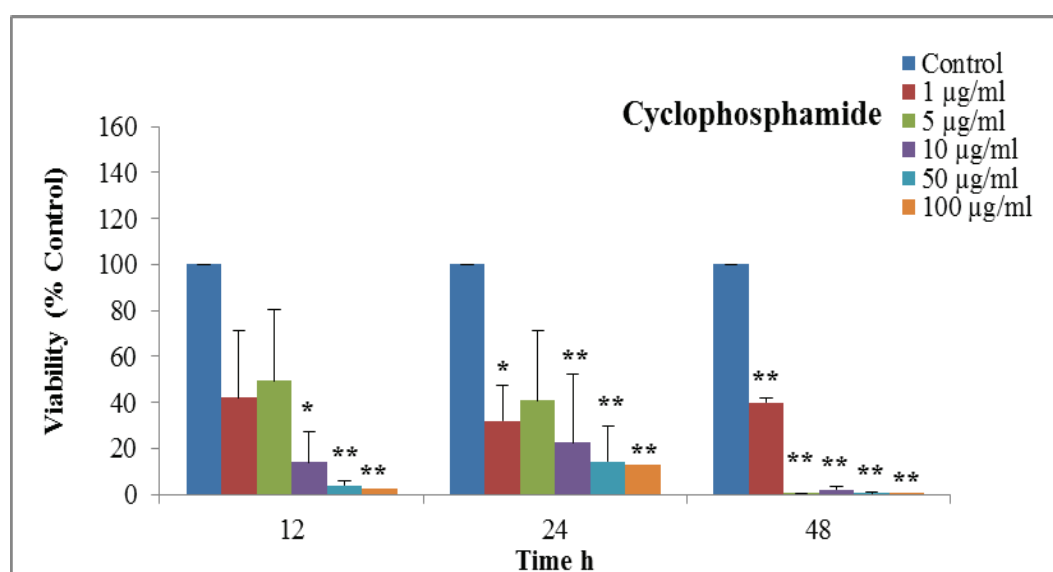 Control
1 µg/ml
5 µg/ml
10 µg/ml
50 µg/ml
100 µg/ml
Cyclophosphamide
Viability (% Control)
160
140
120
100
80
60
40
20
0
*
**
**
*
**
**
**
**
**
**
**
**
12
24
48
Time h